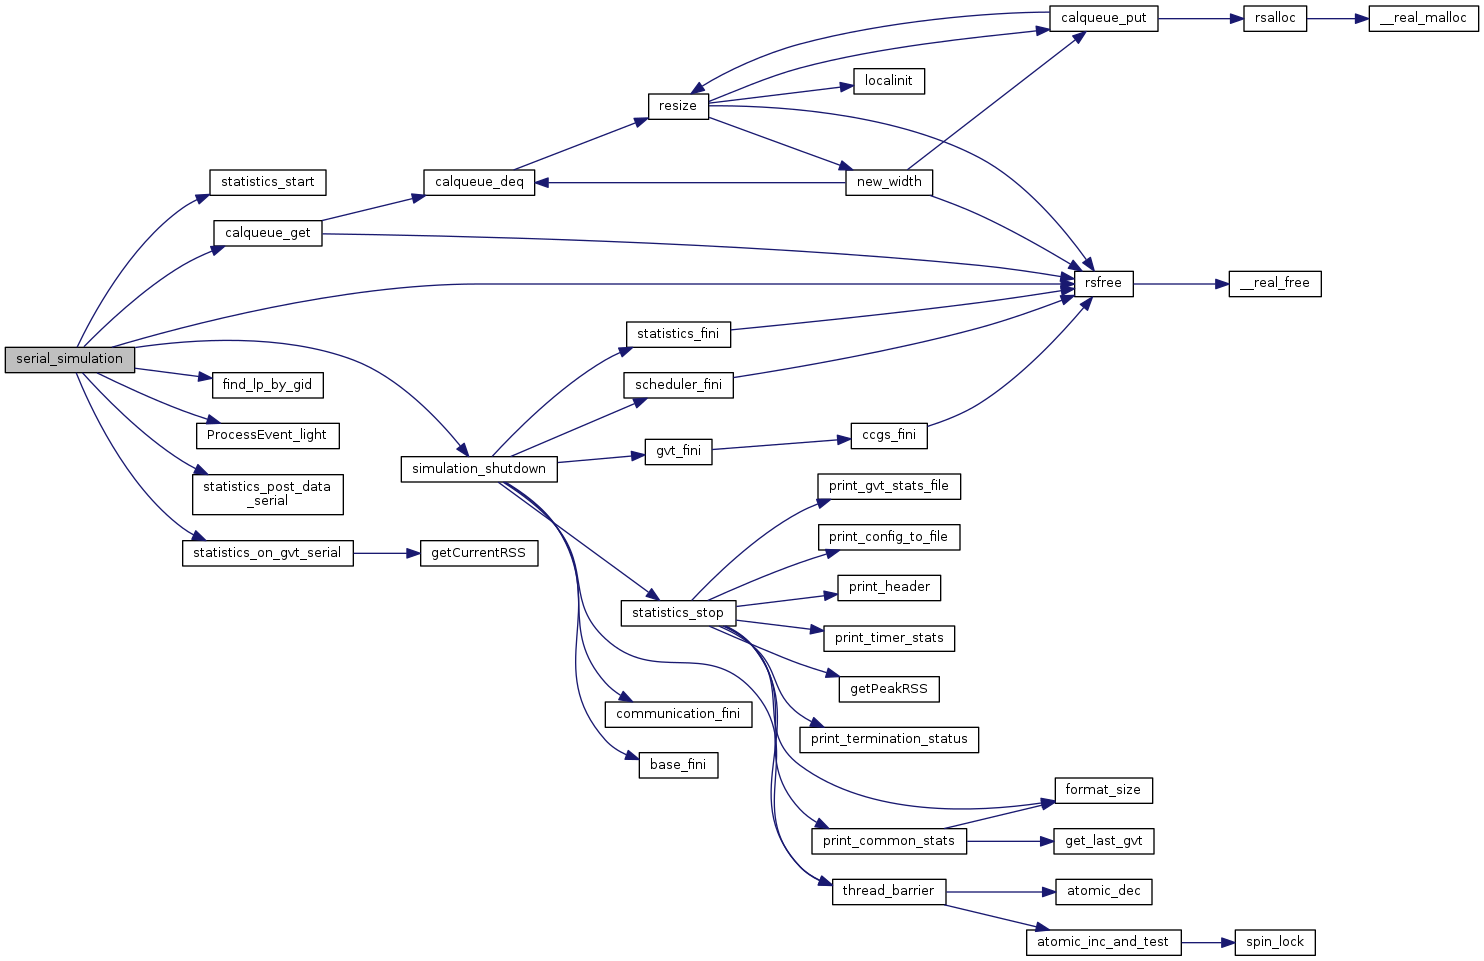 calqueue_put
rsalloc
__real_malloc
localinit
resize
statistics_start
calqueue_deq
new_width
calqueue_get
rsfree
__real_free
statistics_fini
serial_simulation
find_lp_by_gid
scheduler_fini
ProcessEvent_light
ccgs_fini
gvt_fini
simulation_shutdown
statistics_post_data
_serial
print_gvt_stats_file
print_config_to_file
statistics_on_gvt_serial
getCurrentRSS
print_header
statistics_stop
print_timer_stats
getPeakRSS
communication_fini
print_termination_status
base_fini
format_size
print_common_stats
get_last_gvt
thread_barrier
atomic_dec
atomic_inc_and_test
spin_lock